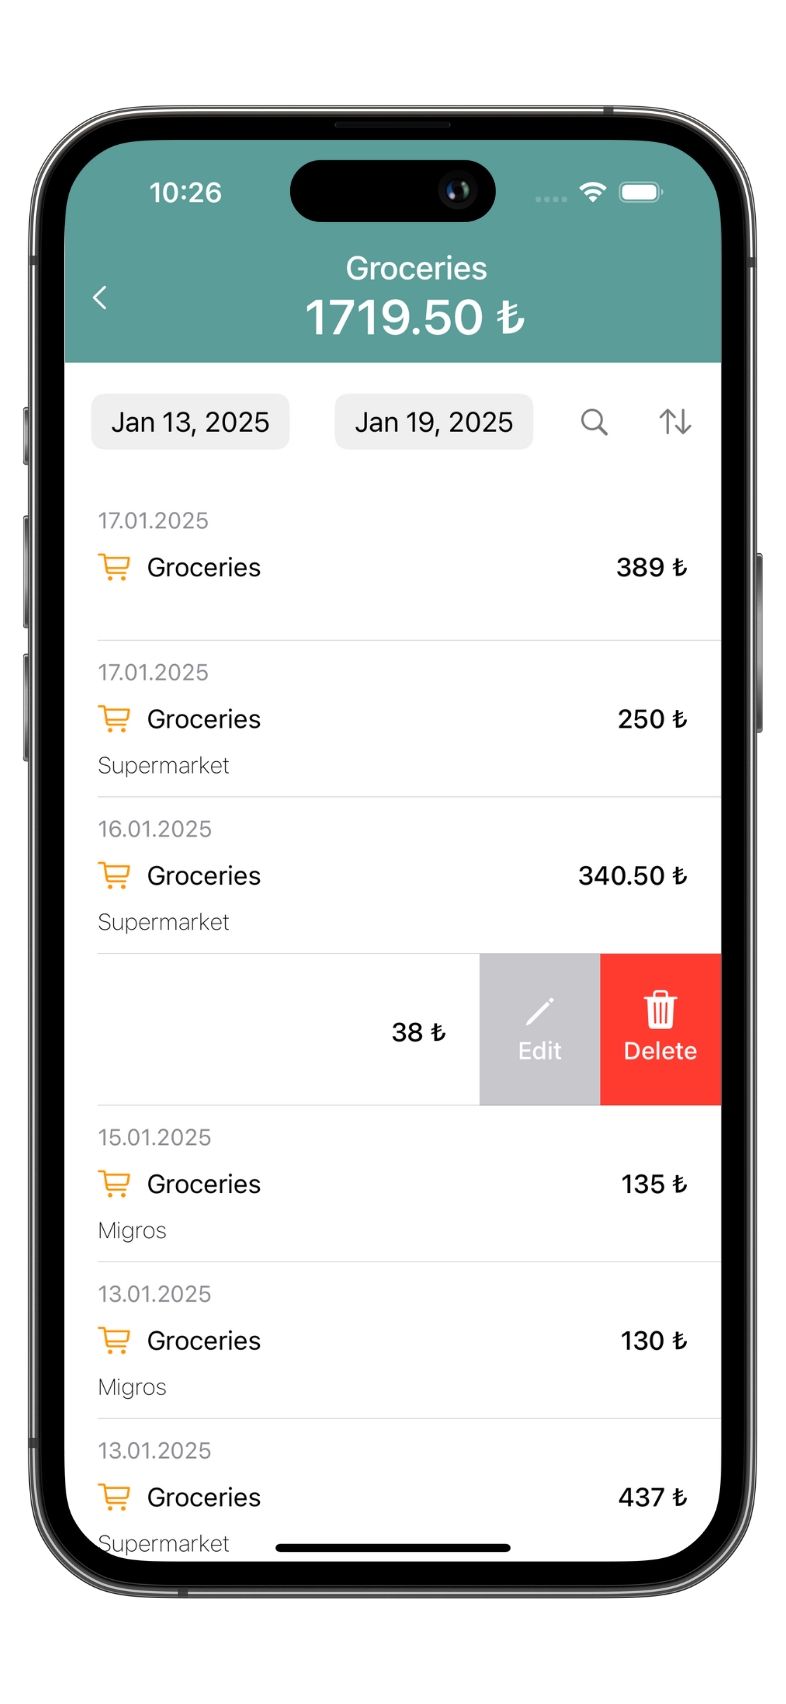 10:26
Groceries
1719.50 ₺
Jan 13, 2025 Jan 19, 2025
17.01.2025
Groceries 389 ₺
17.01.2025
Groceries 250 ₺
Supermarket
16.01.2025
Groceries 340.50 ₺
Supermarket
38 ₺ Edit Delete
15.01.2025
Groceries 135 ₺
Migros
13.01.2025
Groceries 130 ₺
Migros
13.01.2025
Groceries 437 ₺
Supermarket